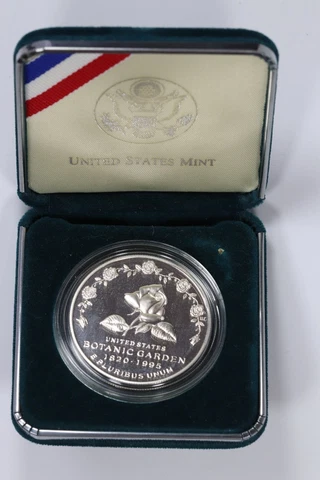 UNITED STATES MINT
UNITED STATES
BOTANIC GARDEN
1820-1995
E PLURIBUS UNUM